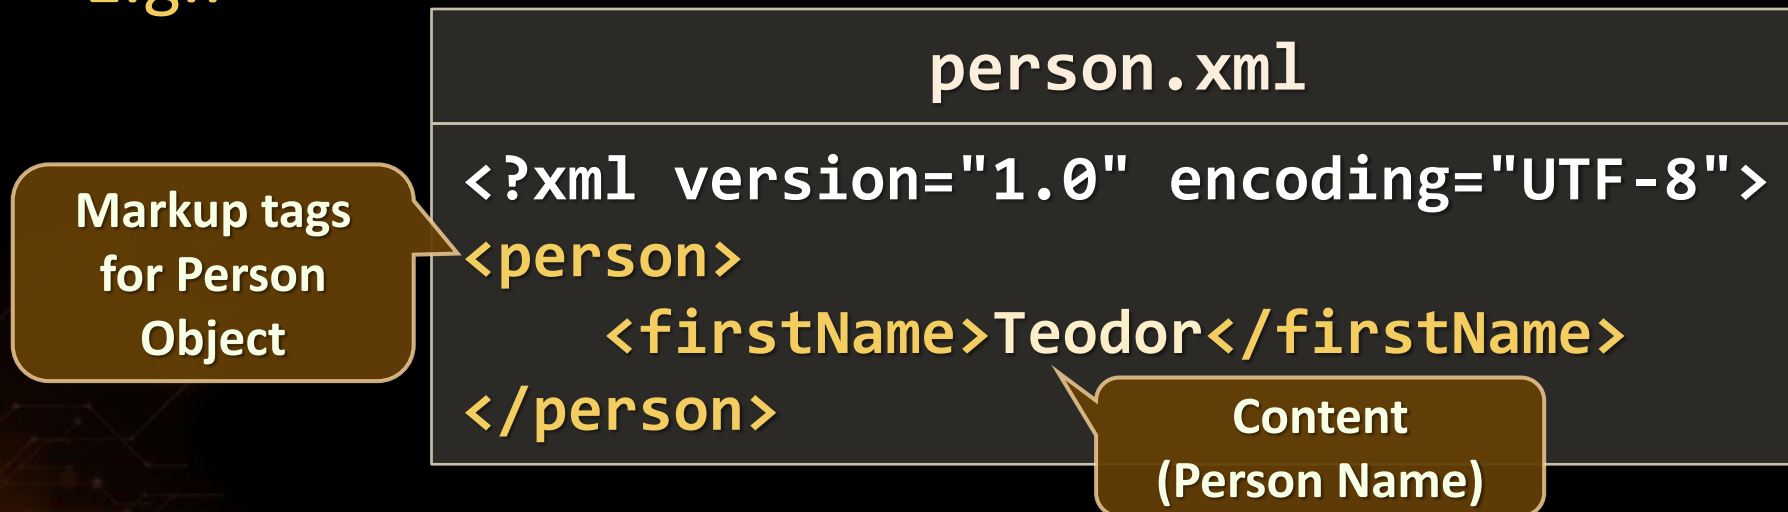 person.xml
<?xml version="1.0" encoding="UTF-8">
Markup tags
for Person
Object
<person>
<firstName>Teodor</firstName>
</person>
Content
(Person Name)